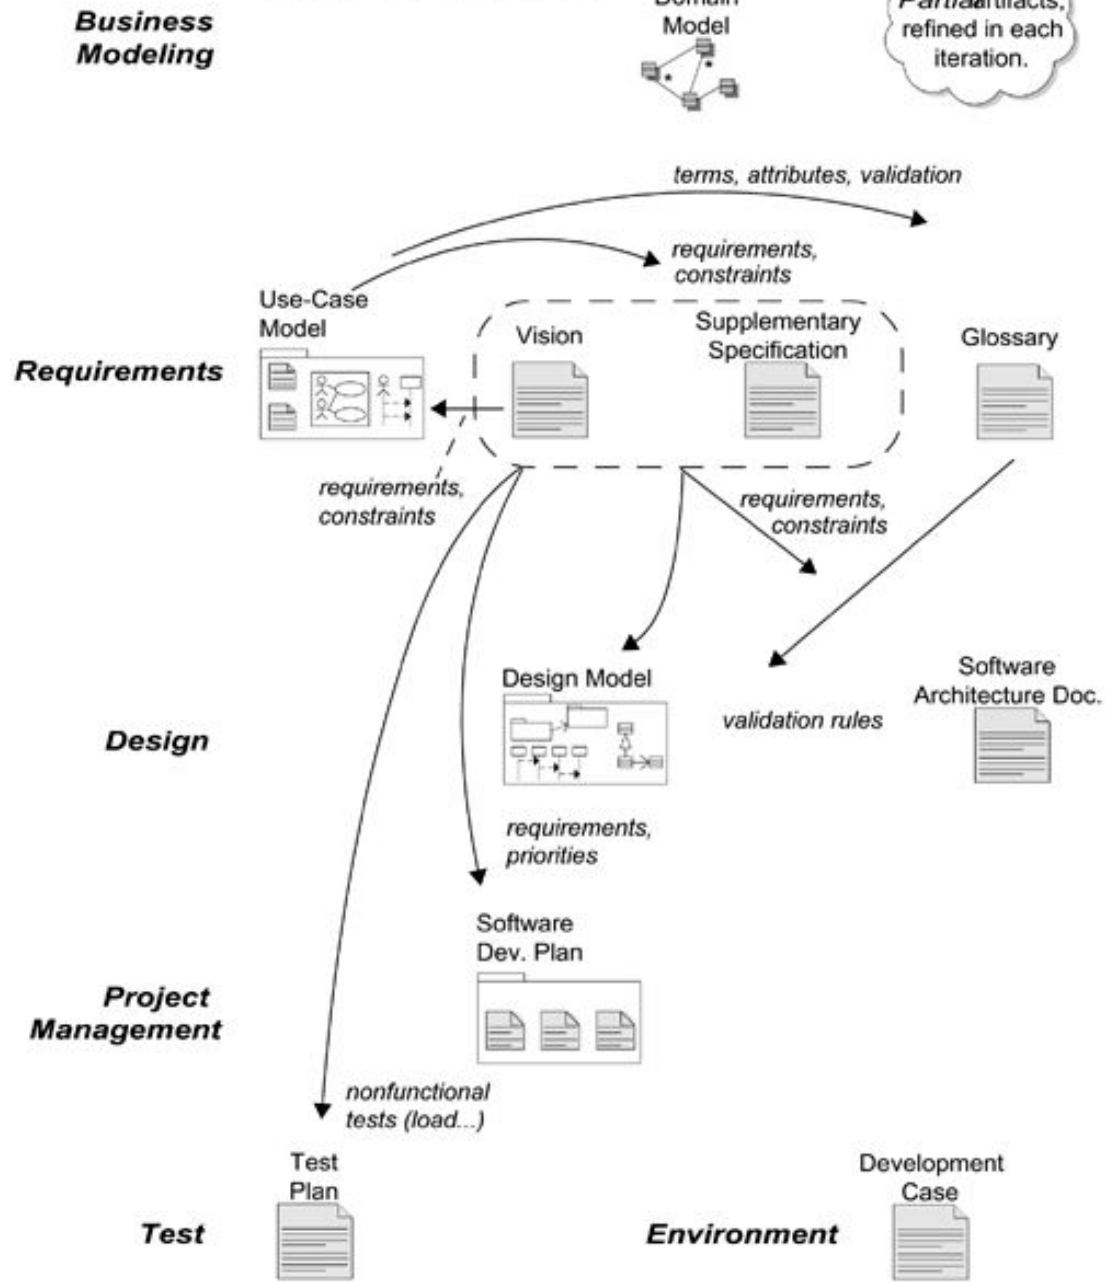 Business
Modeling
Model
refined in each
iteration.
terms, attributes, validation
requirements,
constraints
Use-Case
Model
Vision
Supplementary
Specification
Glossary
Requirements
requirements,
constraints
requirements,
constraints
Design Model
Software
Architecture Doc.
validation rules
Design
requirements,
priorities
Software
Dev. Plan
Project
Management
nonfunctional
tests (load...)
Test
Plan
Development
Case
Test
Environment